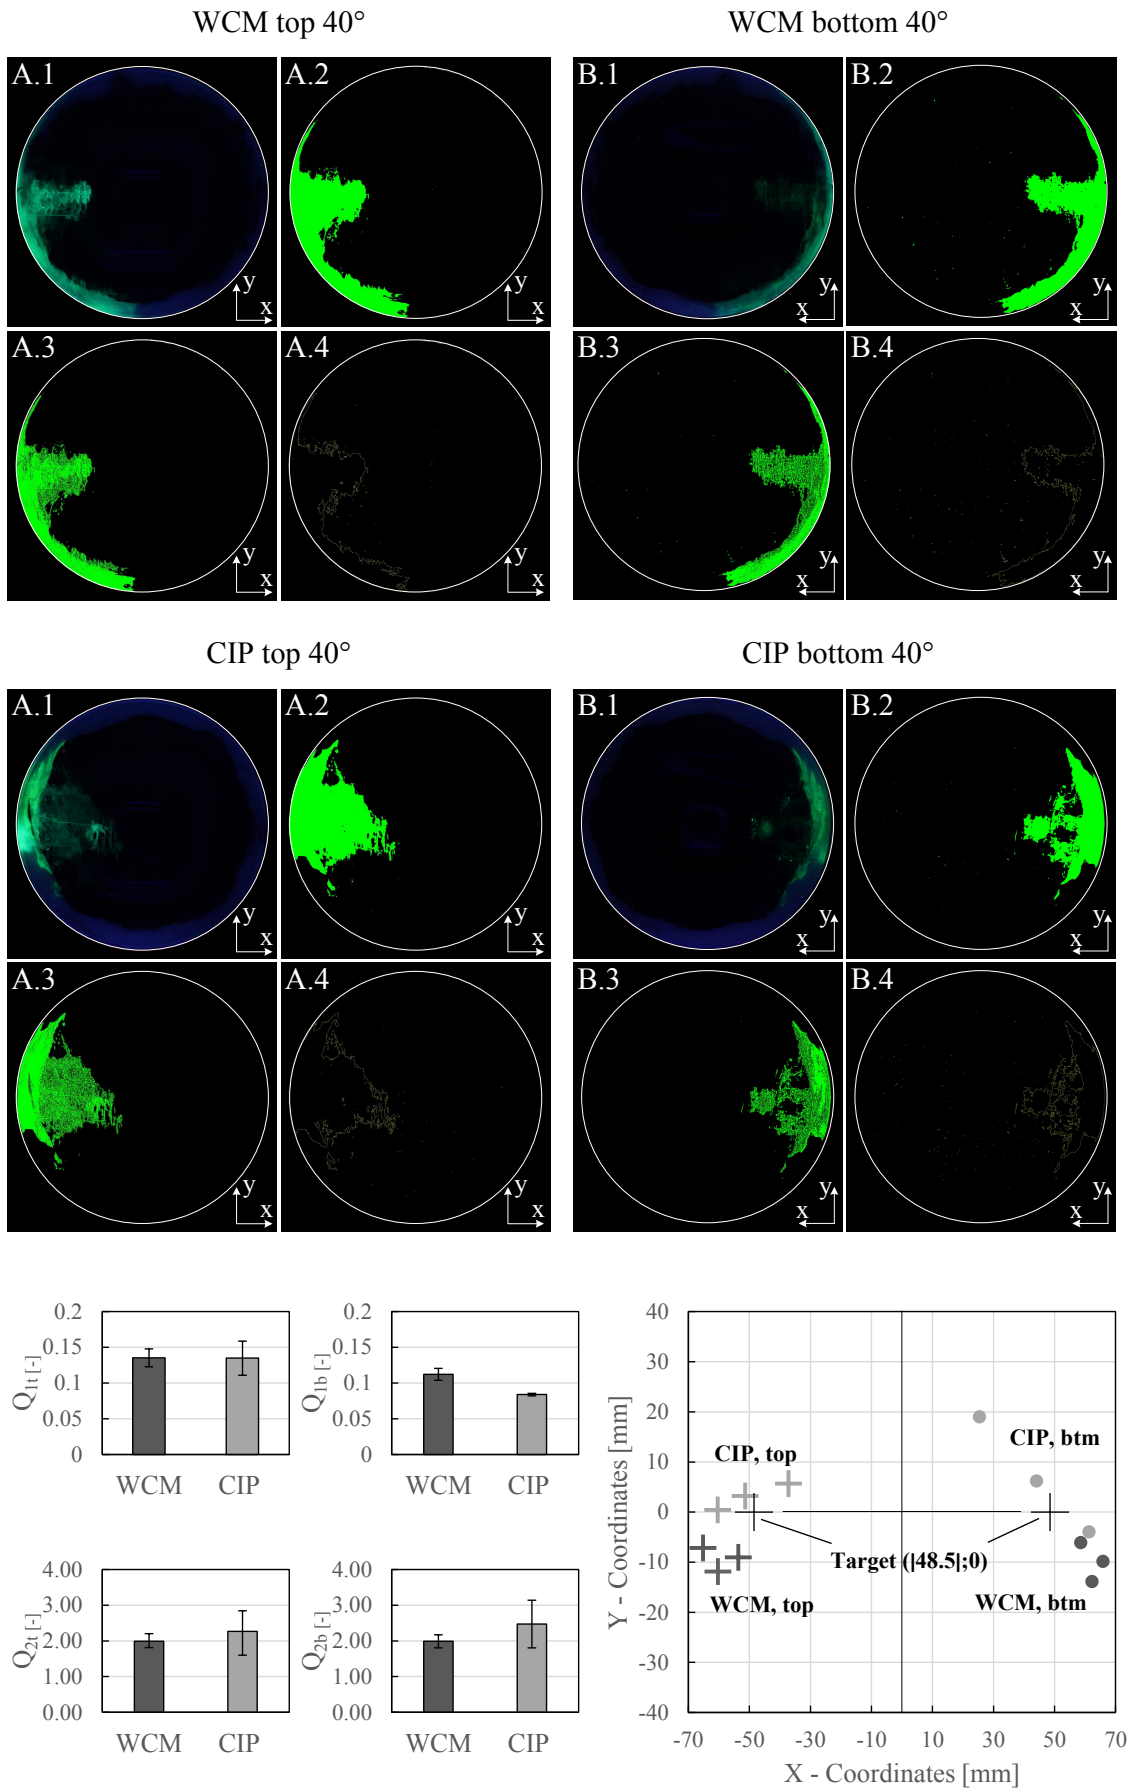 WCM top 40°
WCM bottom 40°
A.1
A.2
B.1
B.2
y
x
y
x
y
x
y
x
A.3
A.4
B.3
B.4
y
x
y
x
y
x
y
x
CIP top 40°
CIP bottom 40°
A.1
A.2
B.1
B.2
y
x
y
x
y
x
y
x
A.3
A.4
B.3
B.4
y
x
y
x
y
x
y
x
Q1t [-]
0.2
0.15
0.1
0.05
0
WCM
CIP
Q1b [-]
0.2
0.15
0.1
0.05
0
WCM
CIP
Q2t [-]
4.00
3.00
2.00
1.00
0.00
WCM
CIP
Q2b [-]
4.00
3.00
2.00
1.00
0.00
WCM
CIP
Y - Coordinates [mm]
40
30
20
10
0
-10
-20
-30
-40
CIP, top
CIP, btm
Target (|48.5|;0)
WCM, top
WCM, btm
-70
-50
-30
-10
10
30
50
70
X - Coordinates [mm]